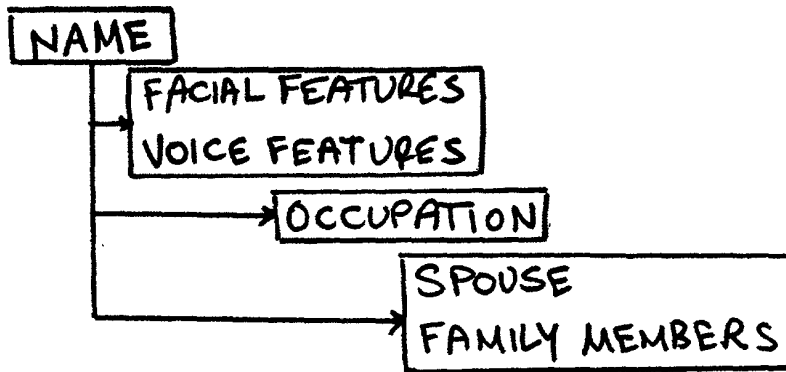 NAME
FACIAL FEATURES
VOICE FEATURES
OCCUPATION
SPOUSE
FAMILY MEMBERS